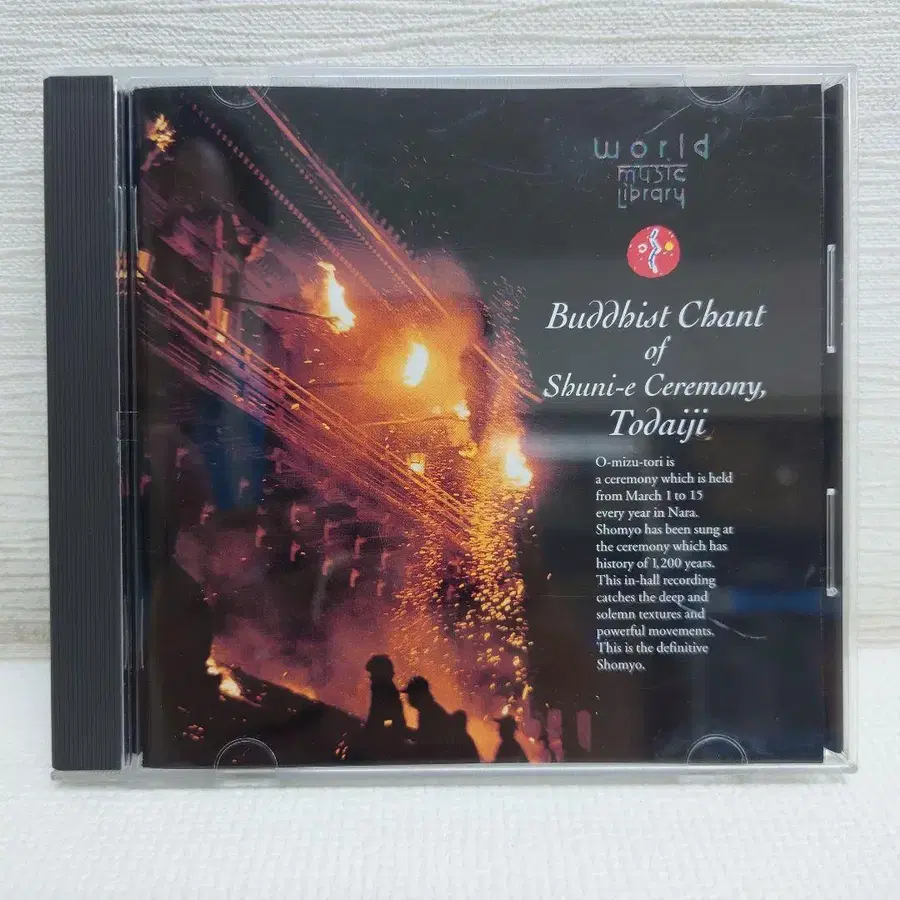 world
music
library
Buddhist Chant
of
Shuni-e Ceremony,
Todaiji
O-mizu-tori is
a ceremony which is held
from March 1 to 15
every year in Nara.
Shomyo has been sung at
the ceremony which has
history of 1,200 years.
This in-hall recording
catches the deep and
solemn textures and
powerful movements.
This is the definitive
Shomyo.